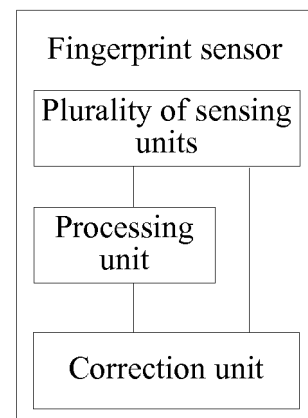 Fingerprint sensor
Plurality of sensing
units
Processing
unit
Correction unit